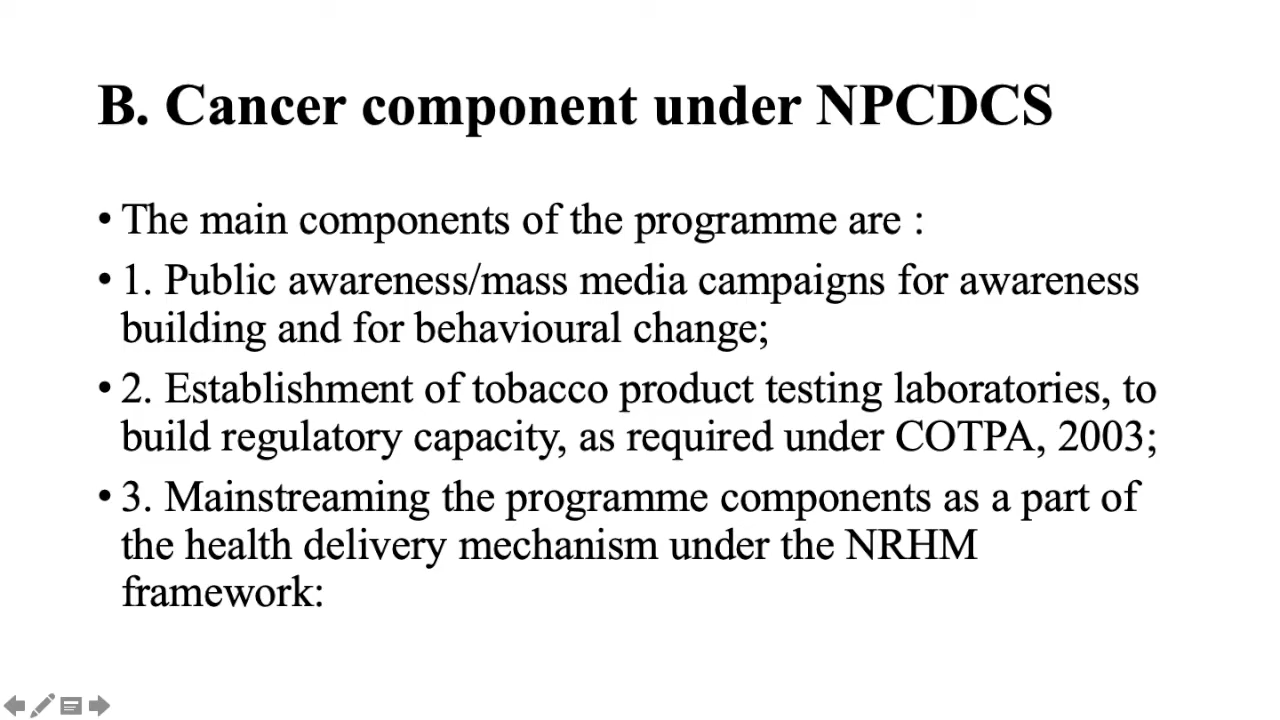 B. Cancer component under NPCDCS
• The main components of the programme are :
• 1. Public awareness/mass media campaigns for awareness
building and for behavioural change;
• 2. Establishment of tobacco product testing laboratories, to
build regulatory capacity, as required under COTPA, 2003;
• 3. Mainstreaming the programme components as a part of
the health delivery mechanism under the NRHM
framework: